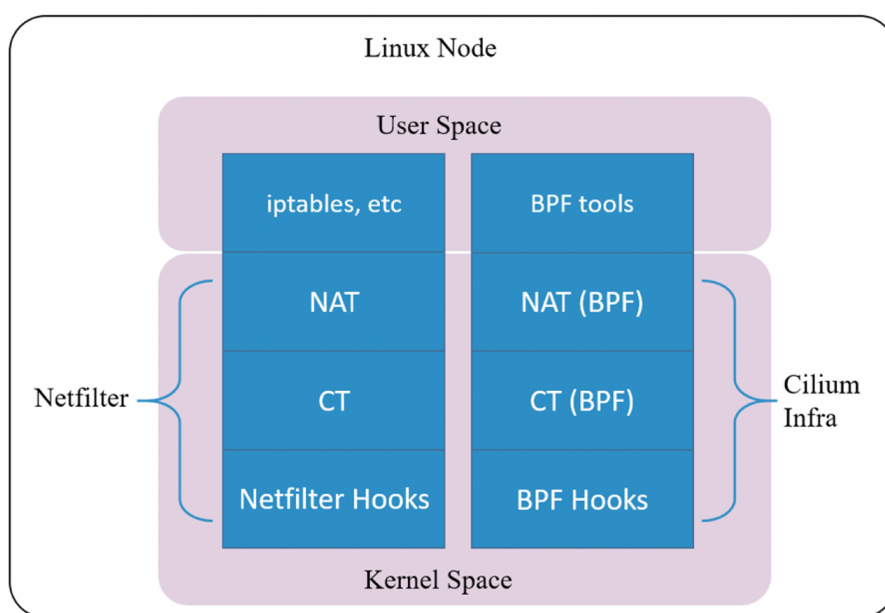 Linux Node
User Space
iptables, etc
BPF tools
NAT
NAT (BPF)
Netfilter
CT
CT (BPF)
Cilium
Infra
Netfilter Hooks
BPF Hooks
Kernel Space